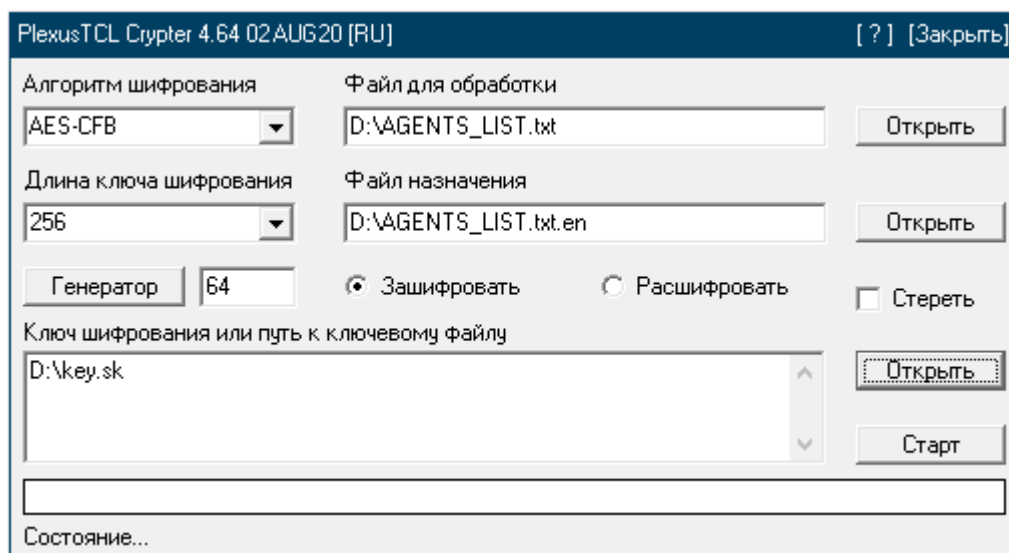 PlexusTCL Crypter 4.64 02AUG20 [RU] [ ? ] [Закрыть]
Алгоритм шифрования Файл для обработки
AES-CFB D:\AGENTS_LIST.txt Открыть
Длина ключа шифрования Файл назначения
256 D:\AGENTS_LIST.txt.en Открыть
Генератор 64 Зашифровать Расшифровать Стереть
Ключ шифрования или путь к ключевому файлу
D:\key.sk Открыть
Старт
Состояние...